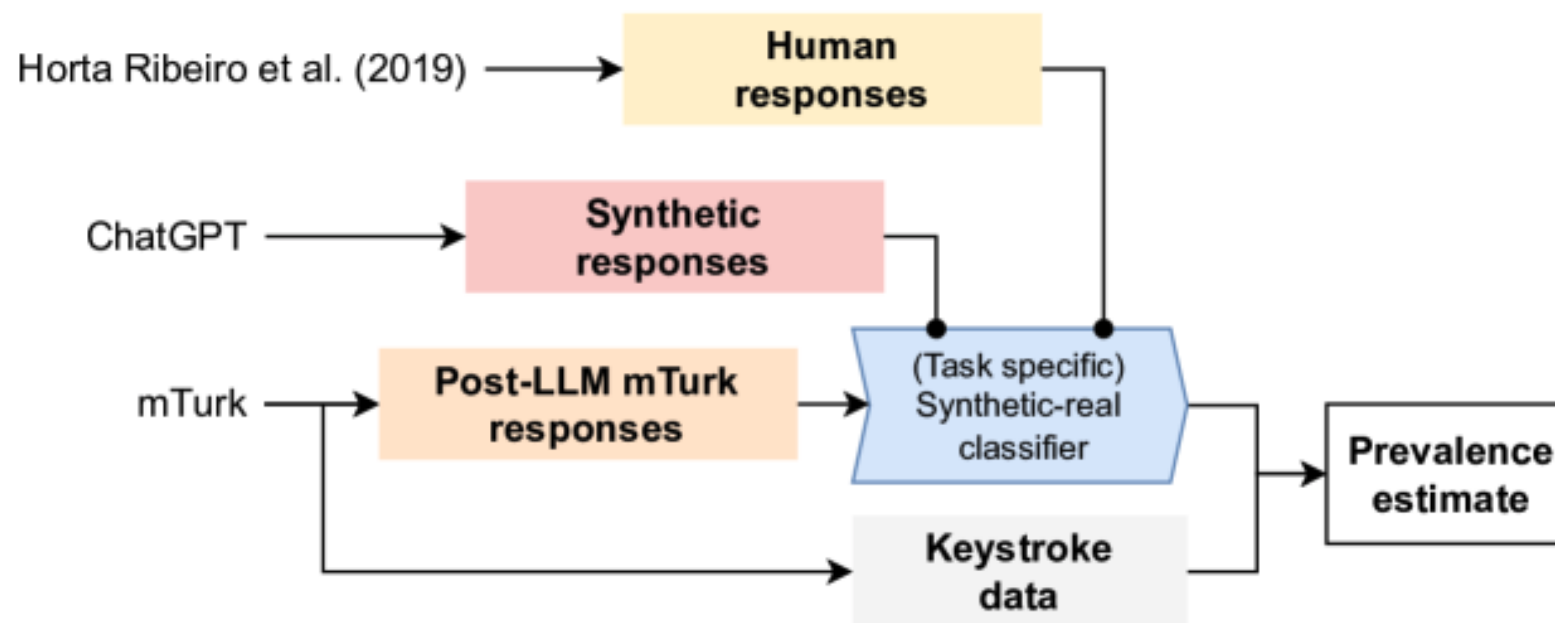 Horta Ribeiro et al. (2019)
Human
responses
ChatGPT
Synthetic
responses
mTurk
Post-LLM mTurk
responses
(Task specific)
Synthetic-real
classifier
Keystroke
data
Prevalence
estimate